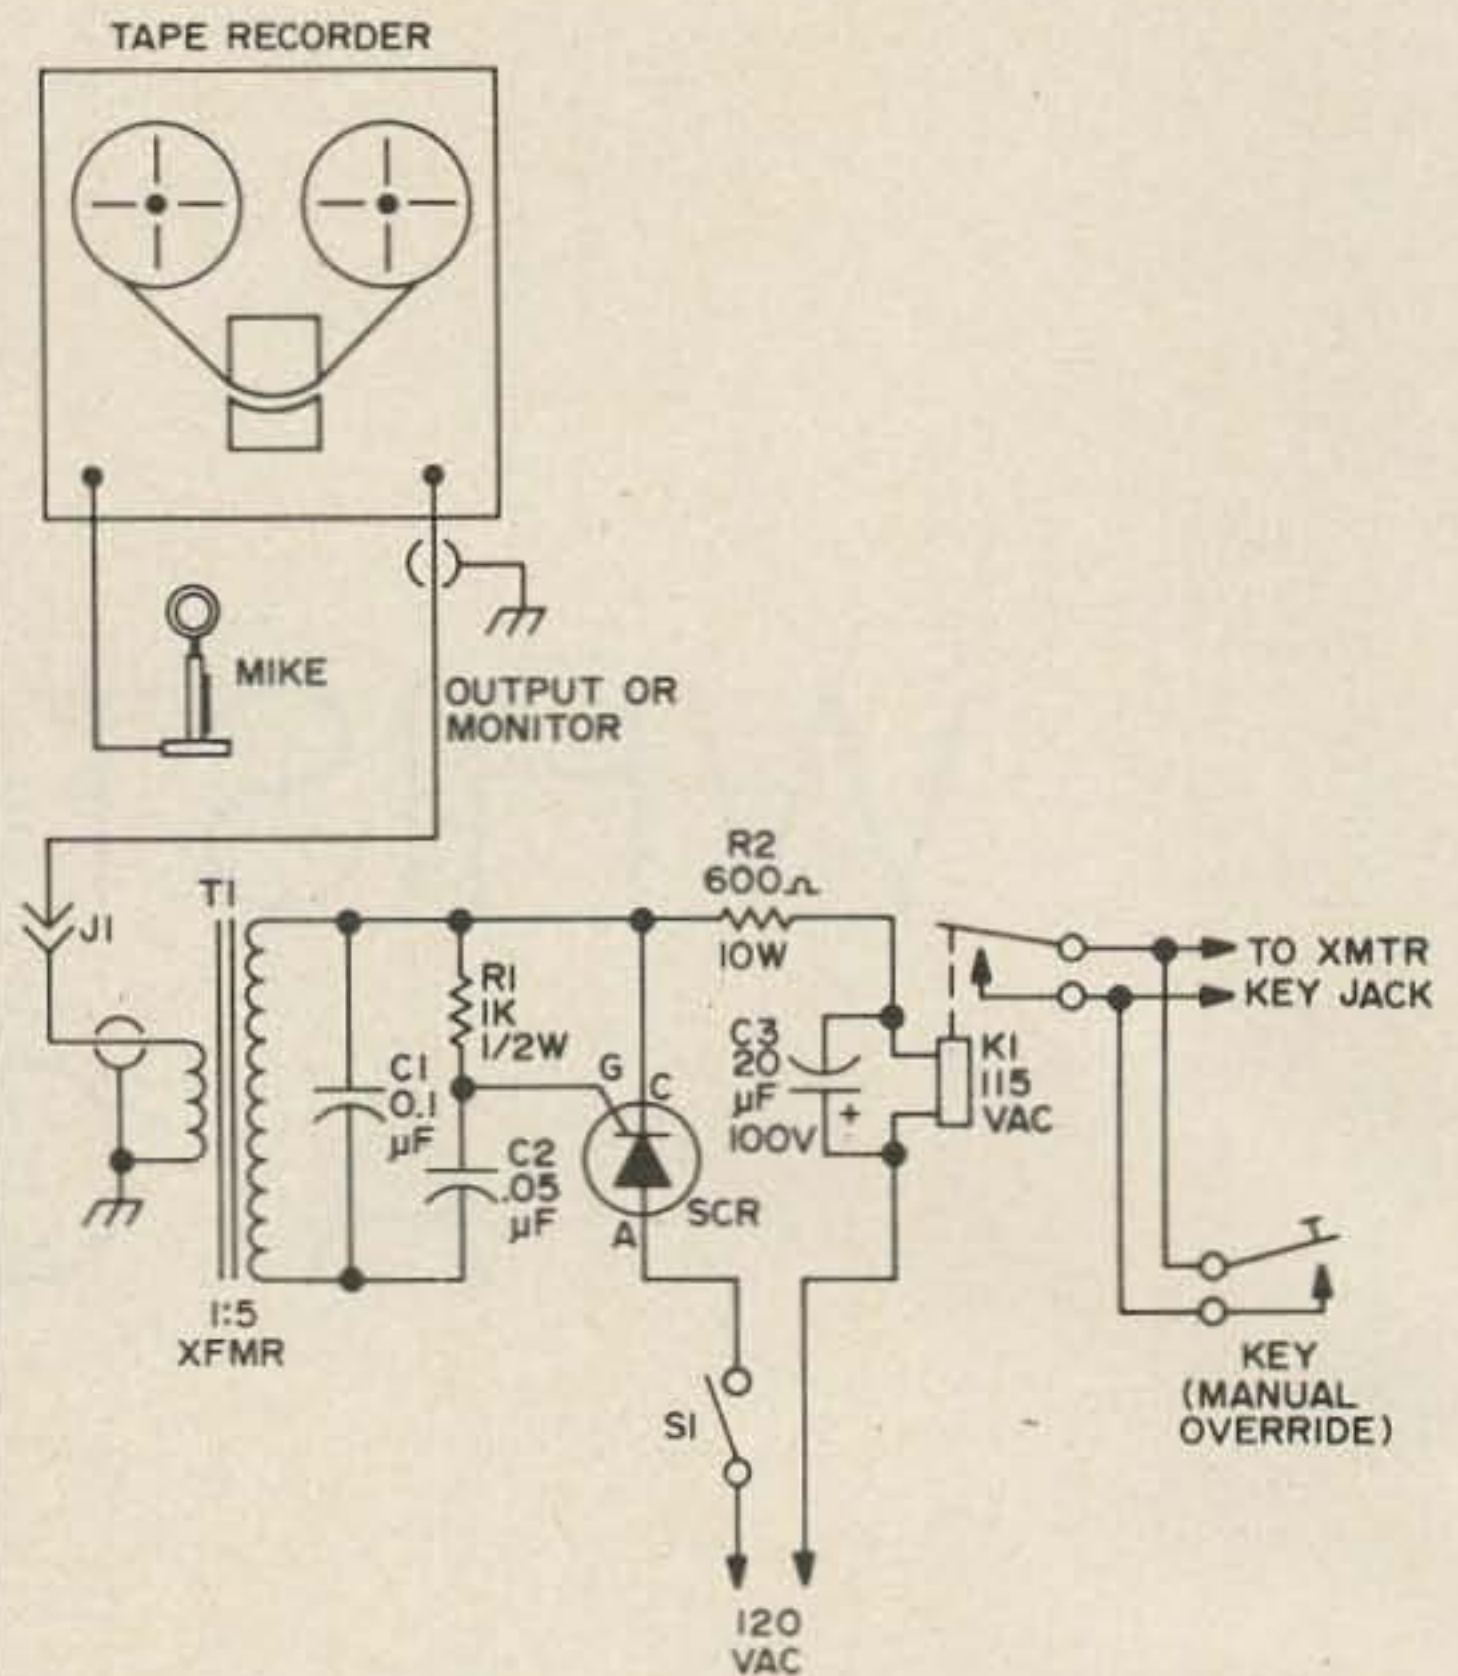 TAPE RECORDER
MIKE
OUTPUT OR
MONITOR
J1
T1
1:5
XFMR
C1
0.1
µF
R1
1K
1/2W
C2
.05
µF
G
C
A
SCR
R2
600Ω
10W
C3
20
µF
100V
+
K1
115
VAC
TO XMTR
KEY JACK
KEY
(MANUAL
OVERRIDE)
S1
120
VAC